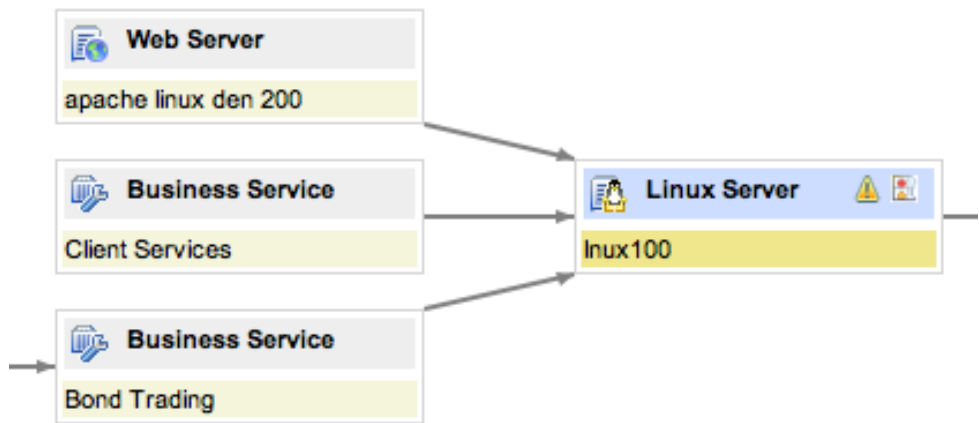 Web Server
apache linux den 200
Business Service
Client Services
Linux Server
lnux100
Business Service
Bond Trading